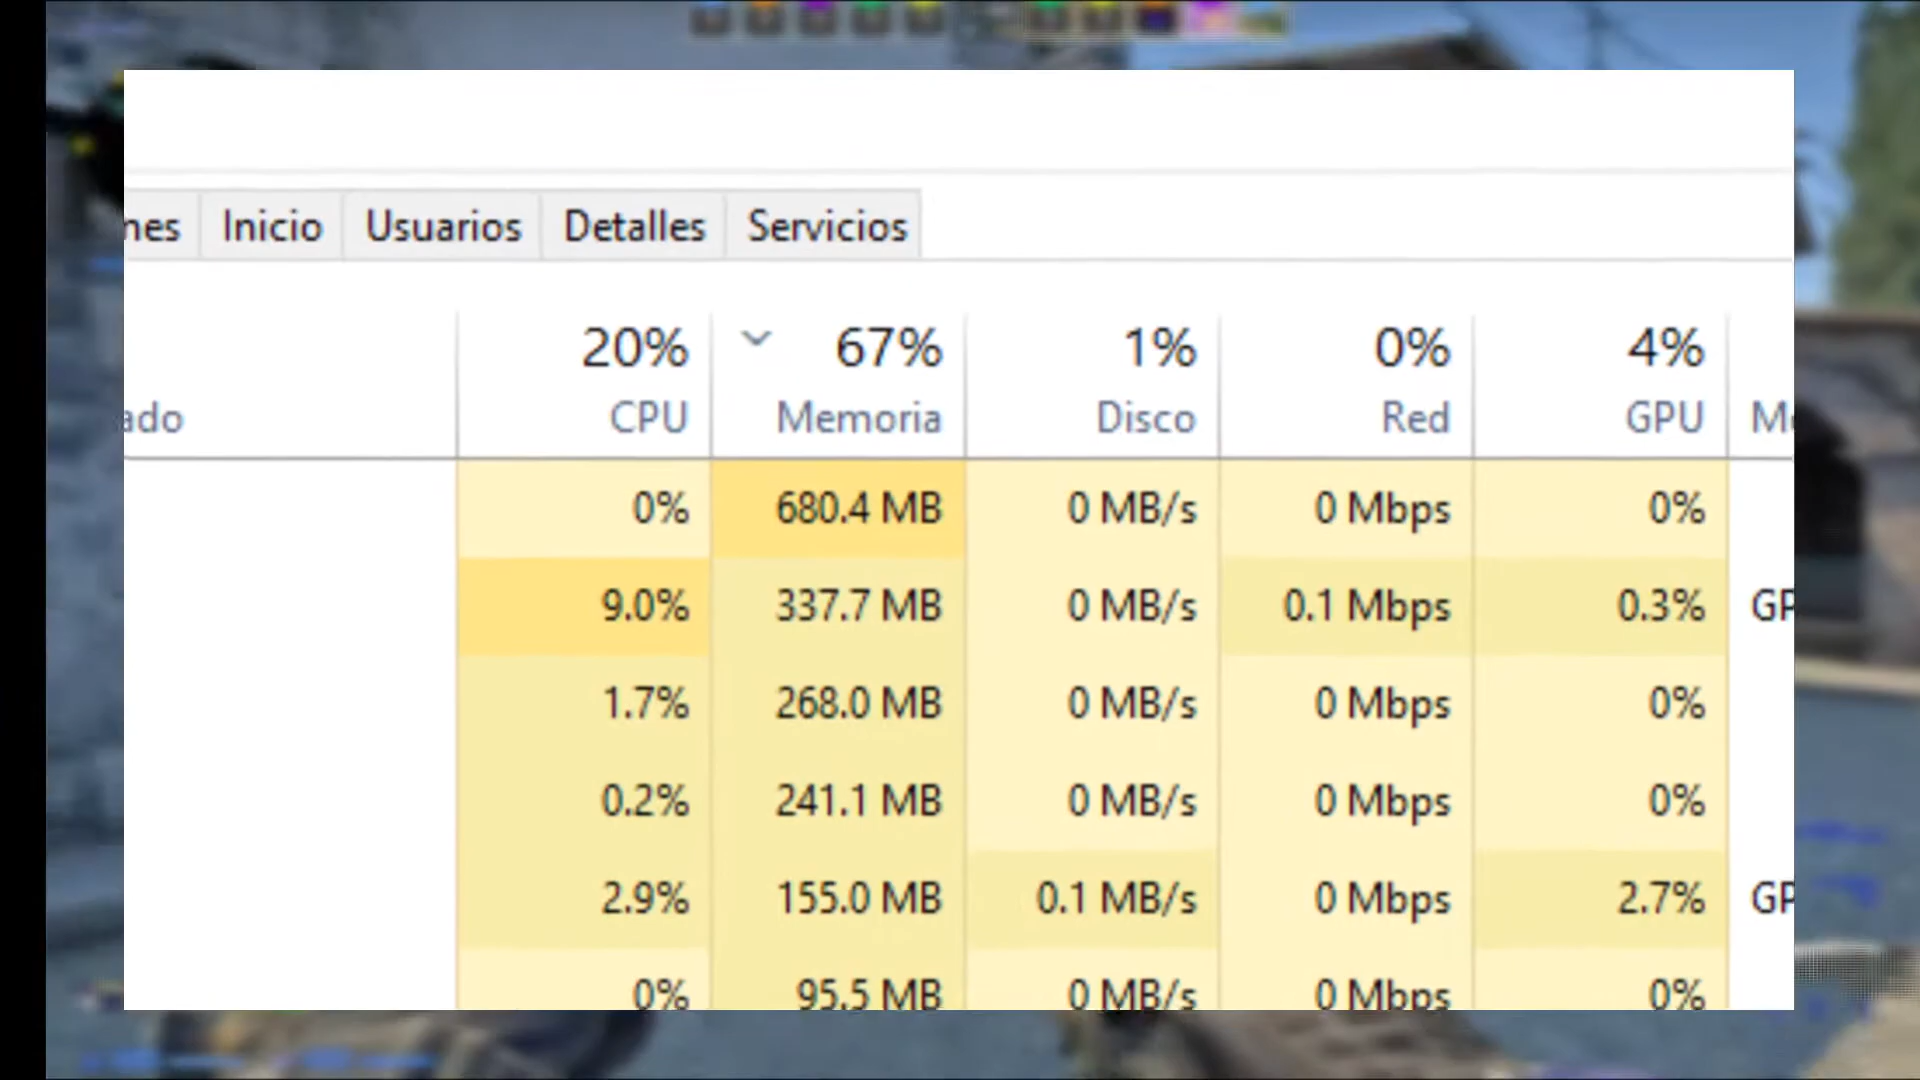 nes Inicio Usuarios Detalles Servicios
20% 67% 1% 0% 4%
ado CPU Memoria Disco Red GPU Mo
0% 680.4 MB 0 MB/s 0 Mbps 0%
9.0% 337.7 MB 0 MB/s 0.1 Mbps 0.3% GP
1.7% 268.0 MB 0 MB/s 0 Mbps 0%
0.2% 241.1 MB 0 MB/s 0 Mbps 0%
2.9% 155.0 MB 0.1 MB/s 0 Mbps 2.7% GP
0% 95.5 MB 0 MB/s 0 Mbps 0%